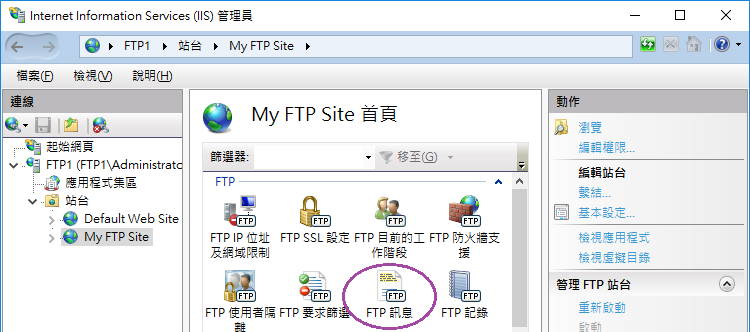 Internet Information Services (IIS) 管理員
FTP1 站台 My FTP Site
檔案(F) 檢視(V) 說明(H)
連線
起始網頁
FTP1 (FTP1\Administrato
應用程式集區
站台
Default Web Site
My FTP Site
My FTP Site 首頁
篩選器: 移至(G)
FTP
FTP IP 位址及網域限制
FTP SSL 設定
FTP 目前的工作階段
FTP 防火牆支援
FTP 使用者隔離
FTP 要求篩選
FTP 訊息
FTP 記錄
動作
瀏覽
編輯權限...
編輯站台
繫結...
基本設定...
檢視應用程式
檢視虛擬目錄
管理 FTP 站台
重新啟動
啟動